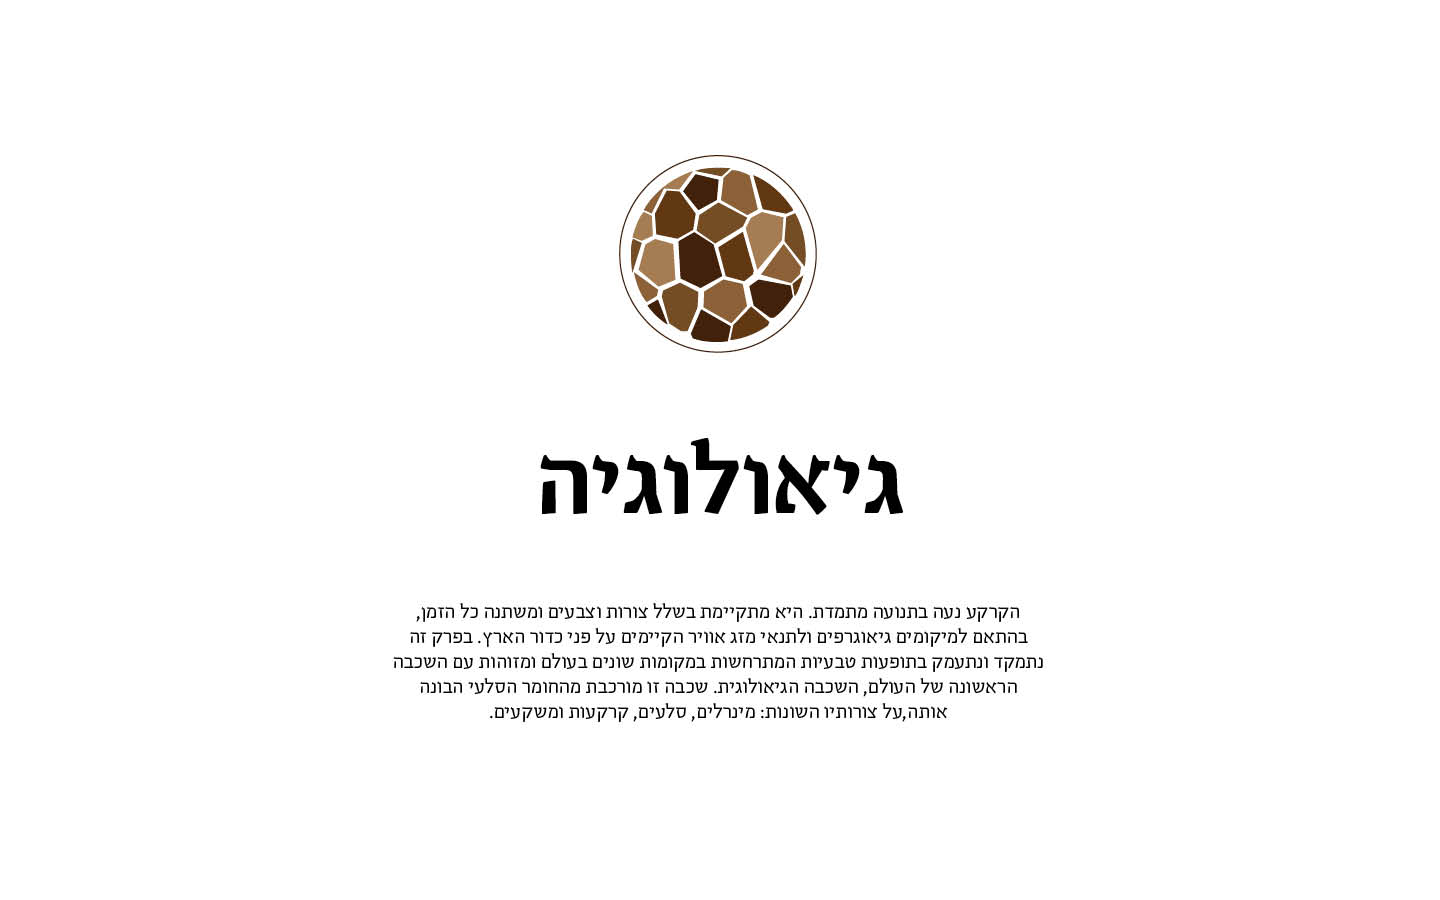 גיאולוגיה
הקרקע נעה בתנועה מתמדת. היא מתקיימת בשלל צורות וצבעים ומשתנה כל הזמן,
בהתאם למיקומים גיאוגרפים ולתנאי מזג אוויר הקיימים על פני כדור הארץ. בפרק זה
נתמקד ונתעמק בתופעות טבעיות המתרחשות במקומות שונים בעולם ומזוהות עם השכבה
הראשונה של העולם, השכבה הגיאולוגית. שכבה זו מורכבת מהחומר הסלעי הבונה
אותה,על צורותיו השונות: מינרלים, סלעים, קרקעות ומשקעים.